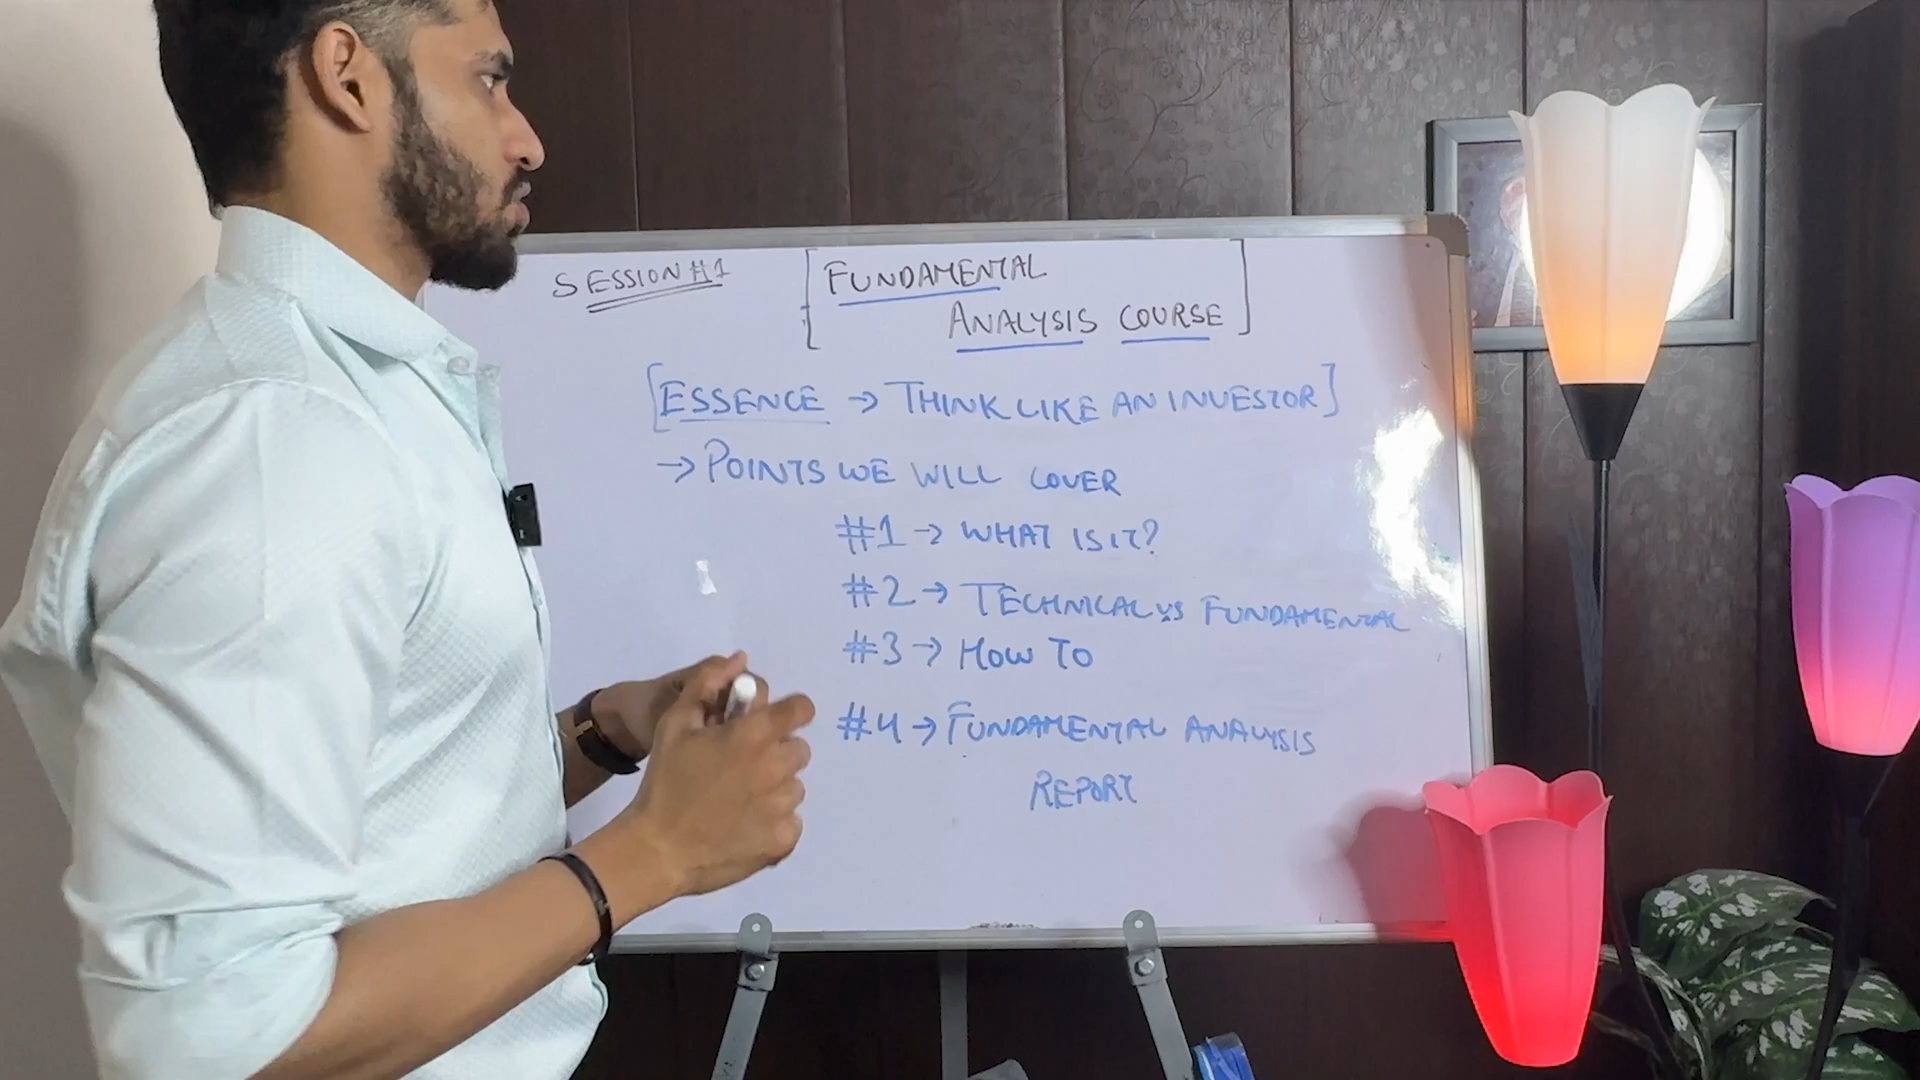 SESSION #1
[FUNDAMENTAL
ANALYSIS COURSE]
[ESSENCE → THINK LIKE AN INVESTOR]
→ POINTS WE WILL COVER
#1 → WHAT IS IT?
#2 → TECHNICAL VS FUNDAMENTAL
#3 → HOW TO
#4 → FUNDAMENTAL ANALYSIS
REPORT